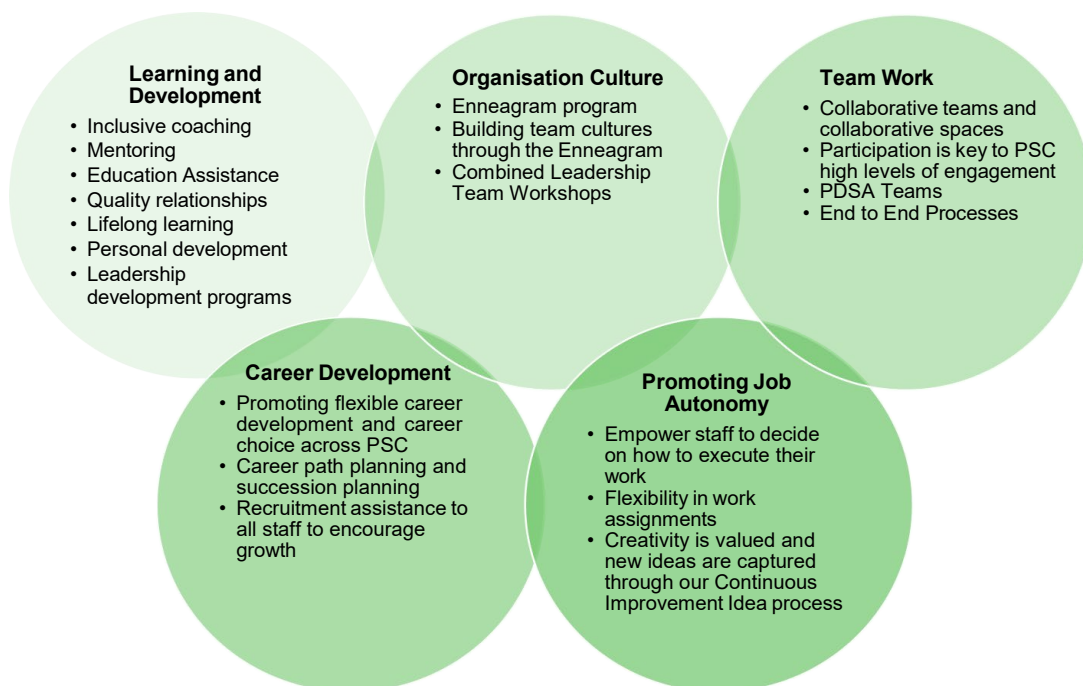 Learning and
Development
• Inclusive coaching
• Mentoring
• Education Assistance
• Quality relationships
• Lifelong learning
• Personal development
• Leadership
development programs
Organisation Culture
• Enneagram program
• Building team cultures
through the Enneagram
• Combined Leadership
Team Workshops
Team Work
• Collaborative teams and
collaborative spaces
• Participation is key to PSC
high levels of engagement
• PDSA Teams
• End to End Processes
Career Development
• Promoting flexible career
development and career
choice across PSC
• Career path planning and
succession planning
• Recruitment assistance to
all staff to encourage
growth
Promoting Job
Autonomy
• Empower staff to decide
on how to execute their
work
• Flexibility in work
assignments
• Creativity is valued and
new ideas are captured
through our Continuous
Improvement Idea process